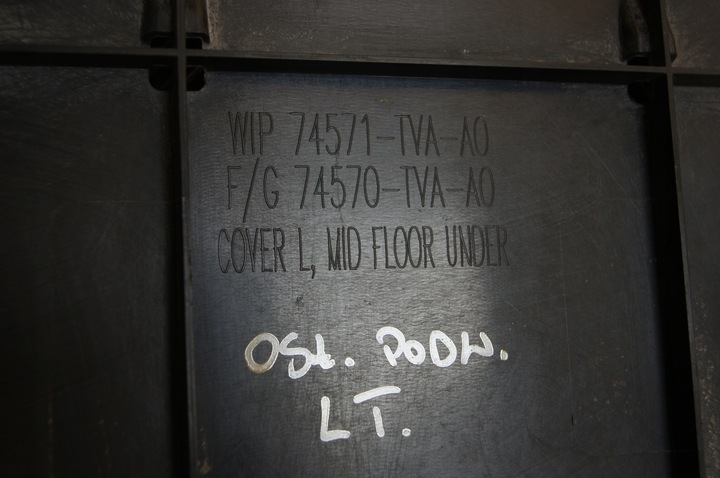 WIP 74571-TVA-A0
F/G 74570-TVA-A0
COVER L, MID FLOOR UNDER
OSŁ. PODW.
LT.